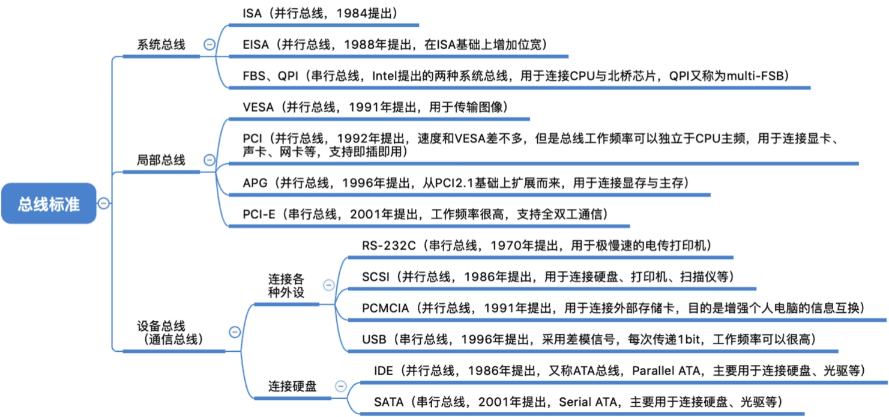 ISA（并行总线，1984提出）
系统总线
EISA（并行总线，1988年提出，在ISA基础上增加位宽）
FBS、QPI（串行总线，Intel提出的两种系统总线，用于连接CPU与北桥芯片，QPI又称为multi-FSB）
VESA（并行总线，1991年提出，用于传输图像）
PCI（并行总线，1992年提出，速度和VESA差不多，但是总线工作频率可以独立于CPU主频，用于连接显卡、
声卡、网卡等，支持即插即用）
局部总线
APG（并行总线，1996年提出，从PCI2.1基础上扩展而来，用于连接显存与主存）
总线标准
PCI-E（串行总线，2001年提出，工作频率很高，支持全双工通信）
RS-232C（串行总线，1970年提出，用于极慢速的电传打印机）
连接各
种外设
SCSI（并行总线，1986年提出，用于连接硬盘、打印机、扫描仪等）
PCMCIA（并行总线，1991年提出，用于连接外部存储卡，目的是增强个人电脑的信息互换）
设备总线
（通信总线）
USB（串行总线，1996年提出，采用差模信号，每次传递1bit，工作频率可以很高）
IDE（并行总线，1986年提出，又称ATA总线，Parallel ATA，主要用于连接硬盘、光驱等）
连接硬盘
SATA（串行总线，2001年提出，Serial ATA，主要用于连接硬盘、光驱等）